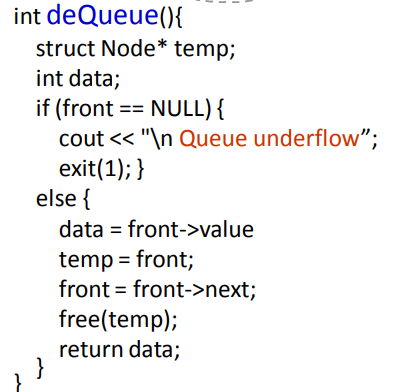 int deQueue(){
struct Node* temp;
int data;
if (front == NULL) {
cout << "\n Queue underflow”;
exit(1); }
else {
data = front->value
temp = front;
front = front->next;
free(temp);
return data;
}
}